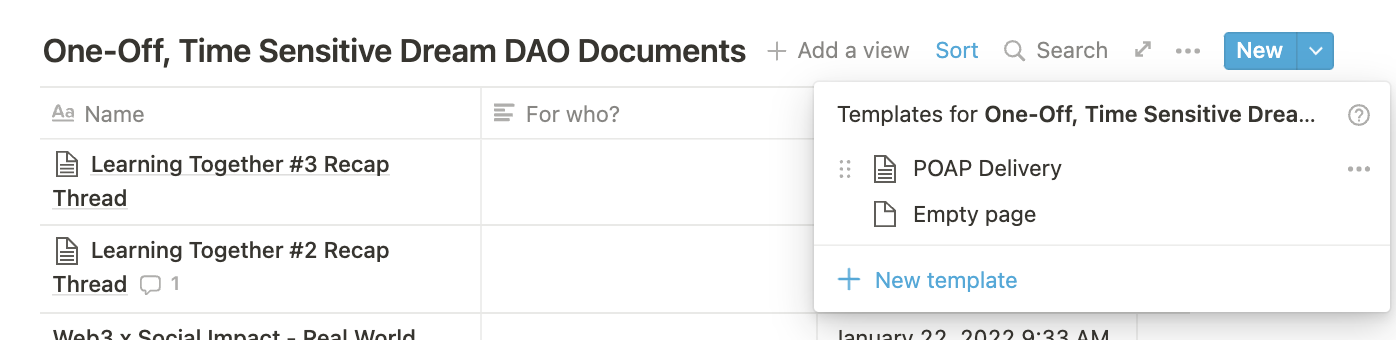 One-Off, Time Sensitive Dream DAO Documents + Add a view Sort Search ... New
Aa Name For who?
Templates for One-Off, Time Sensitive Drea...
Learning Together #3 Recap
Thread
POAP Delivery
Empty page
Learning Together #2 Recap
Thread 1
+ New template
Web3 x Social Impact - Real World
January 22, 2022 9:33 AM